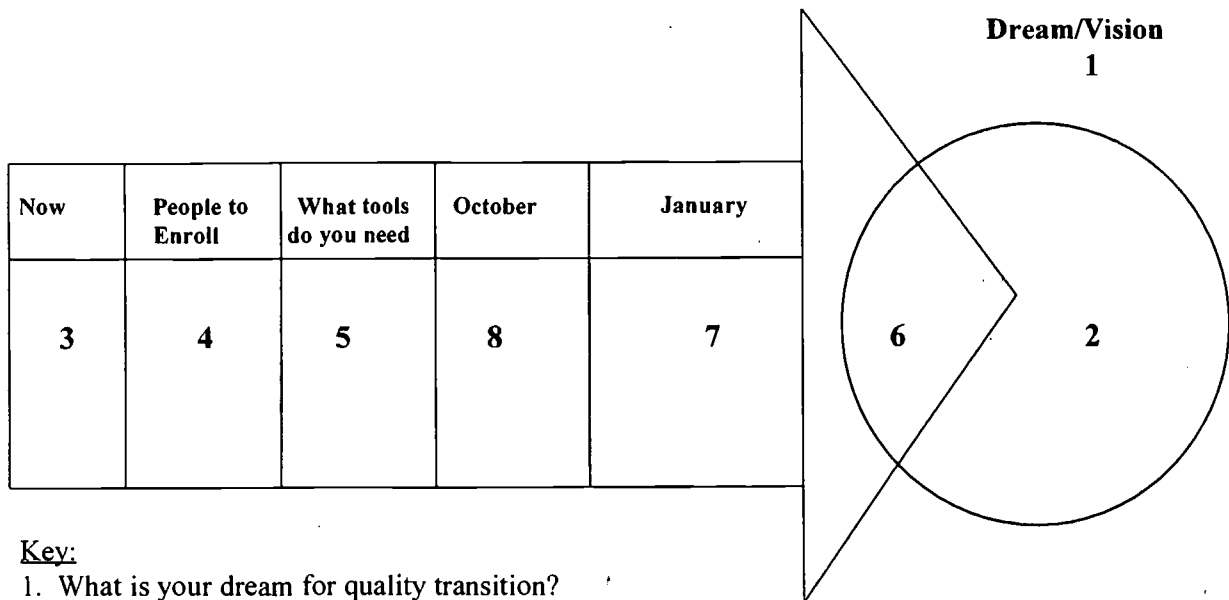 Dream/Vision
1
Now
People to
Enroll
What tools
do you need
October
January
3
4
5
8
7
6
2
Key:
1. What is your dream for quality transition?